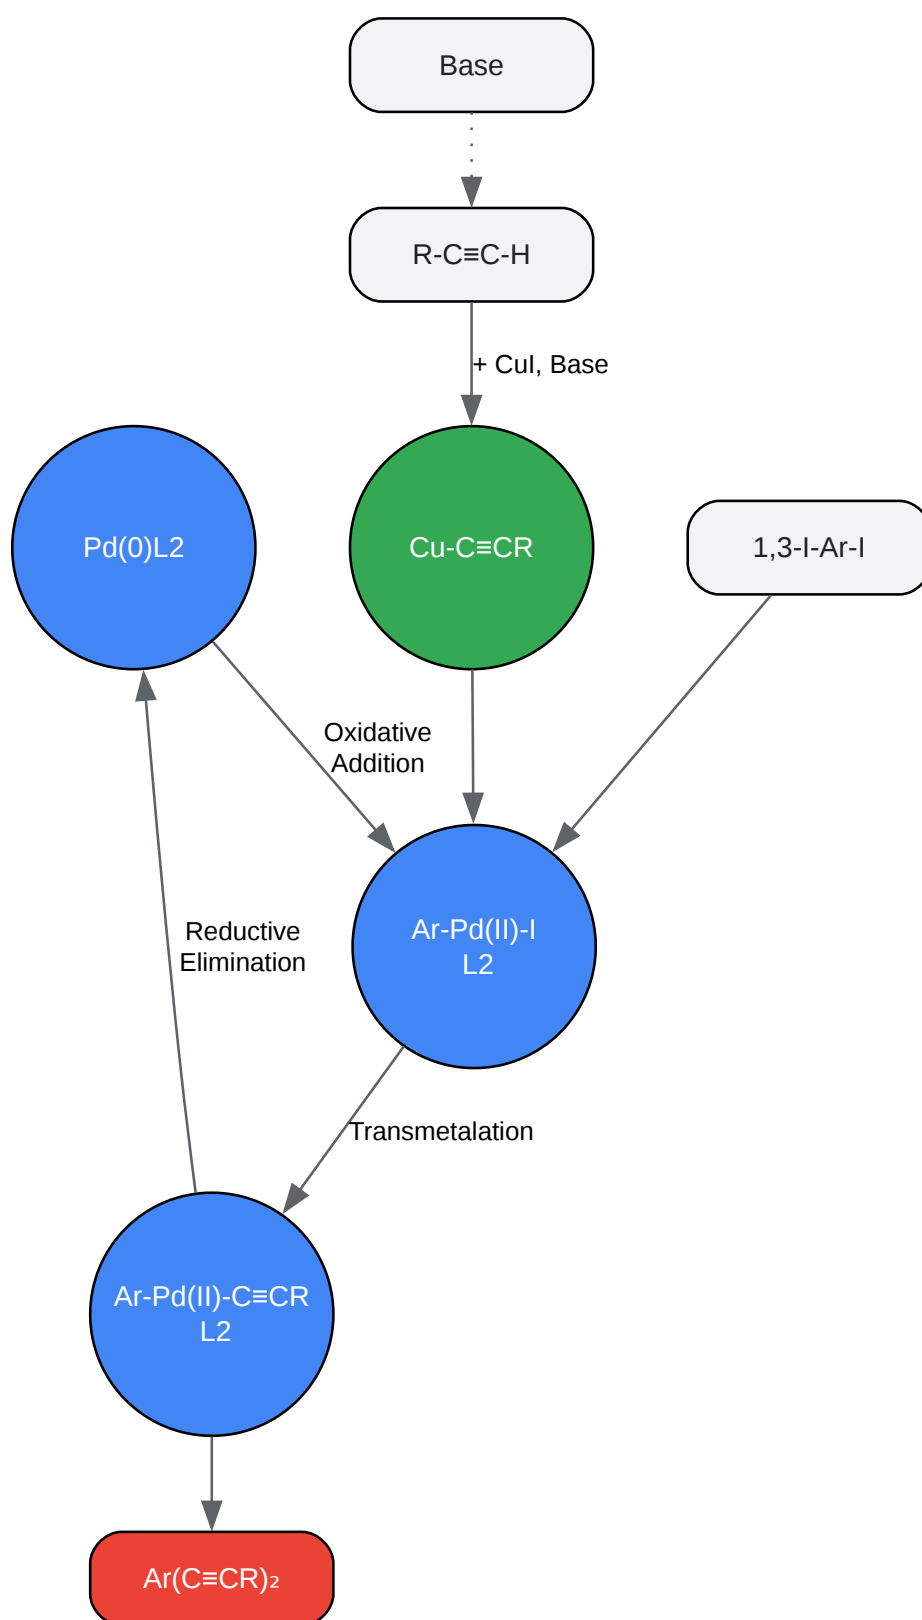 Base
R-C≡C-H
+ CuI, Base
Pd(0)L2
Cu-C≡CR
1,3-I-Ar-I
Oxidative
Addition
Ar-Pd(II)-I
L2
Reductive
Elimination
Transmetalation
Ar-Pd(II)-C≡CR
L2
Ar(C≡CR)₂